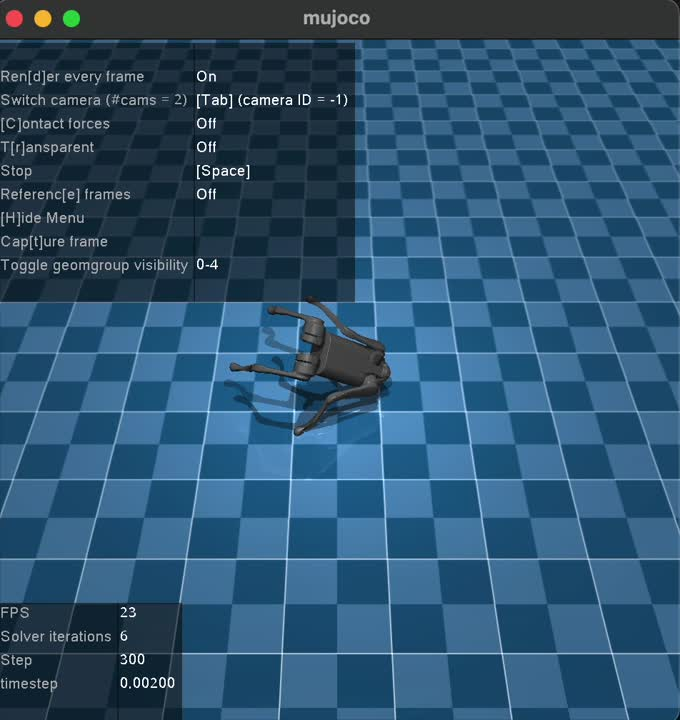 mujoco
Ren[d]er every frame On
Switch camera (#cams = 2) [Tab] (camera ID = -1)
[C]ontact forces Off
T[r]ansparent Off
Stop [Space]
Referenc[e] frames Off
[H]ide Menu
Cap[t]ure frame
Toggle geomgroup visibility 0-4
FPS 23
Solver iterations 6
Step 300
timestep 0,00200